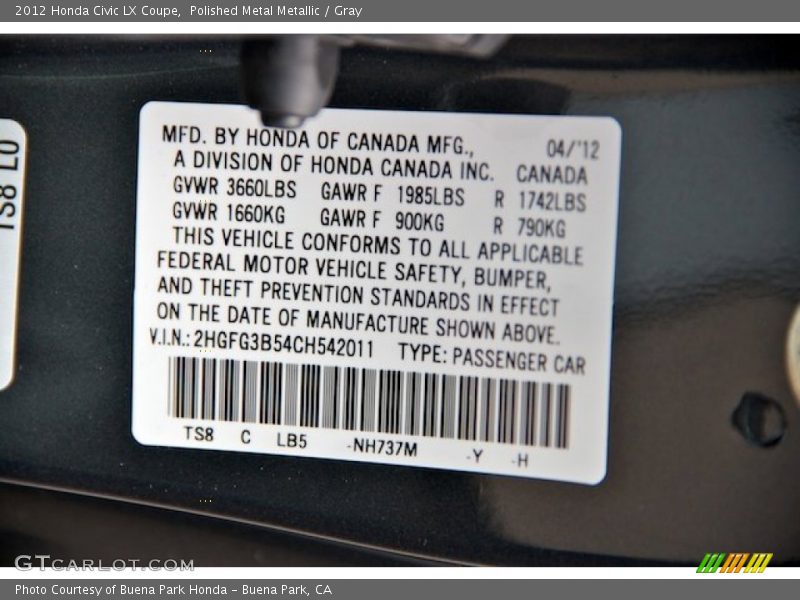 2012 Honda Civic LX Coupe, Polished Metal Metallic / Gray
TS8 LO
MFD. BY HONDA OF CANADA MFG., 04/'12
A DIVISION OF HONDA CANADA INC. CANADA
GVWR 3660LBS GAWR F 1985LBS R 1742LBS
GVWR 1660KG GAWR F 900KG R 790KG
THIS VEHICLE CONFORMS TO ALL APPLICABLE
FEDERAL MOTOR VEHICLE SAFETY, BUMPER,
AND THEFT PREVENTION STANDARDS IN EFFECT
ON THE DATE OF MANUFACTURE SHOWN ABOVE.
V.I.N.: 2HGFG3B54CH542011 TYPE: PASSENGER CAR
TS8 C LB5 -NH737M -Y -H
GTCARLOT.COM
Photo Courtesy of Buena Park Honda – Buena Park, CA